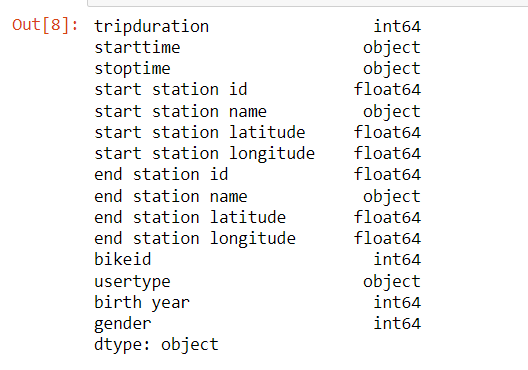 Out[8]: tripduration int64
starttime object
stoptime object
start station id float64
start station name object
start station latitude float64
start station longitude float64
end station id float64
end station name object
end station latitude float64
end station longitude float64
bikeid int64
usertype object
birth year int64
gender int64
dtype: object